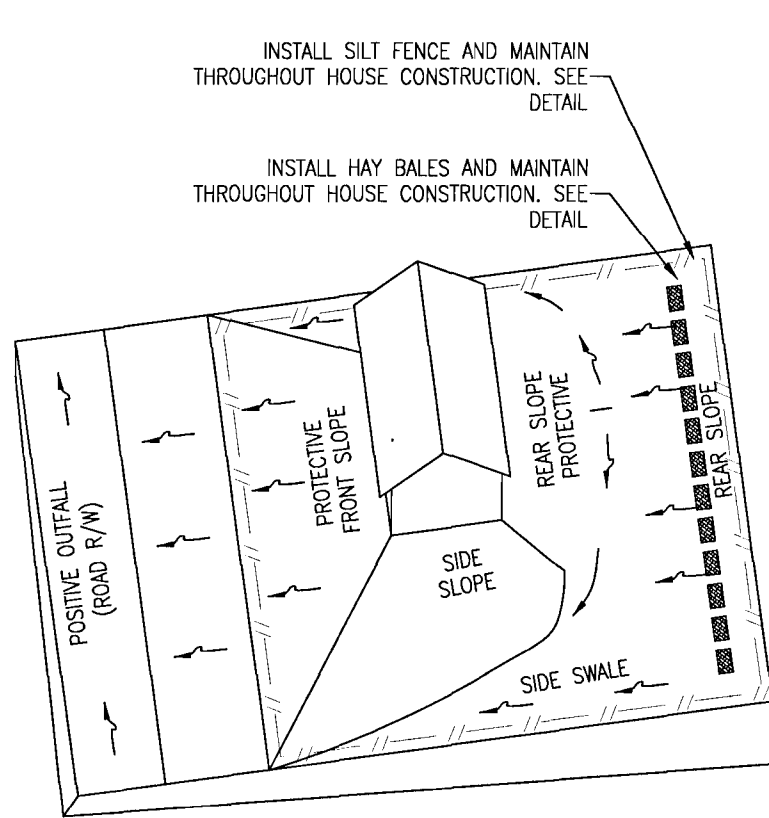 INSTALL SILT FENCE AND MAINTAIN
THROUGHOUT HOUSE CONSTRUCTION. SEE
DETAIL
INSTALL HAY BALES AND MAINTAIN
THROUGHOUT HOUSE CONSTRUCTION. SEE
DETAIL
POSITIVE OUTFALL
(ROAD R/W)
PROTECTIVE
FRONT SLOPE
REAR SLOPE
PROTECTIVE
REAR SLOPE
SIDE
SLOPE
SIDE SWALE